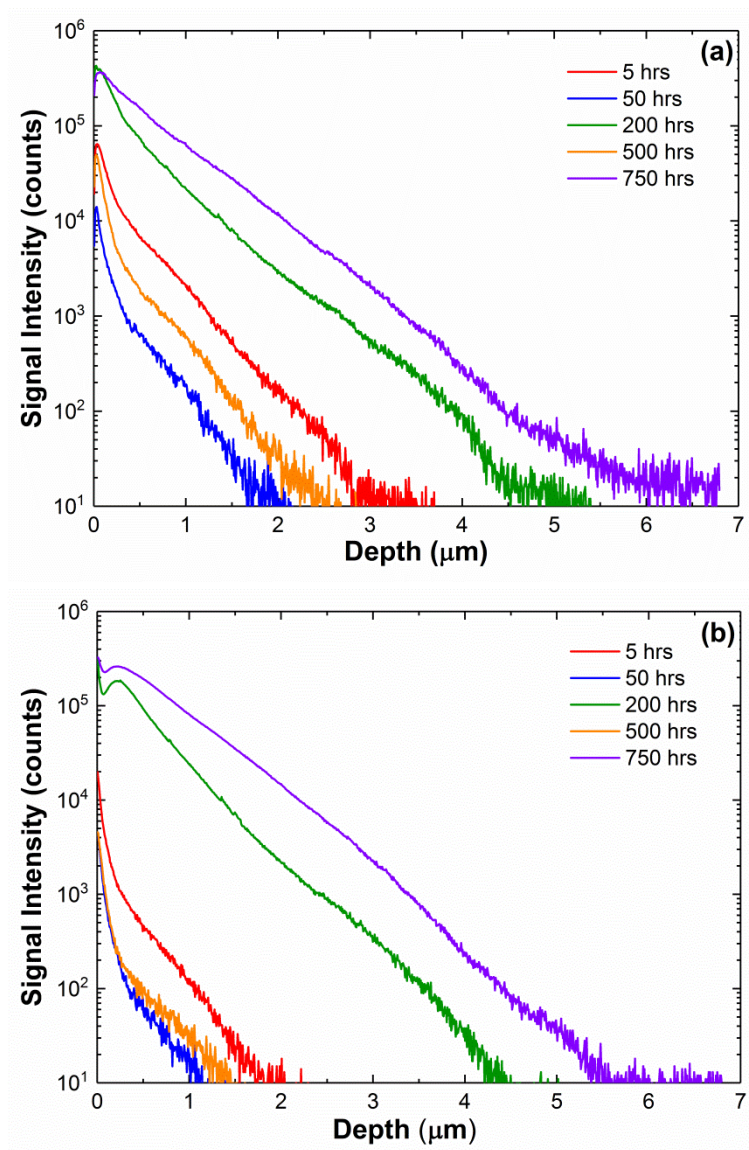 (a)
5 hrs
50 hrs
200 hrs
500 hrs
750 hrs
Signal Intensity (counts)
10^6
10^5
10^4
10^3
10^2
10^1
0 1 2 3 4 5 6 7
Depth (μm)
(b)
5 hrs
50 hrs
200 hrs
500 hrs
750 hrs
Signal Intensity (counts)
10^6
10^5
10^4
10^3
10^2
10^1
0 1 2 3 4 5 6 7
Depth (μm)